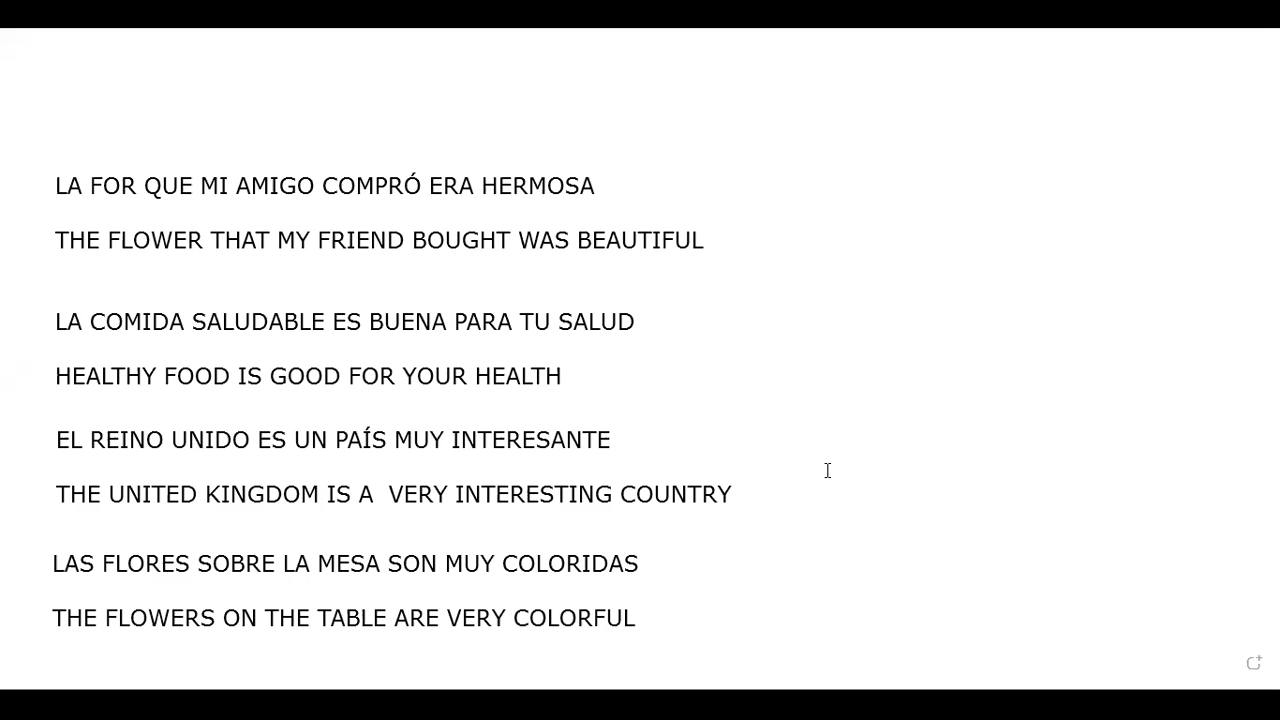 LA FOR QUE MI AMIGO COMPRÓ ERA HERMOSA
THE FLOWER THAT MY FRIEND BOUGHT WAS BEAUTIFUL
LA COMIDA SALUDABLE ES BUENA PARA TU SALUD
HEALTHY FOOD IS GOOD FOR YOUR HEALTH
EL REINO UNIDO ES UN PAÍS MUY INTERESANTE
THE UNITED KINGDOM IS A  VERY INTERESTING COUNTRY
LAS FLORES SOBRE LA MESA SON MUY COLORIDAS
THE FLOWERS ON THE TABLE ARE VERY COLORFUL